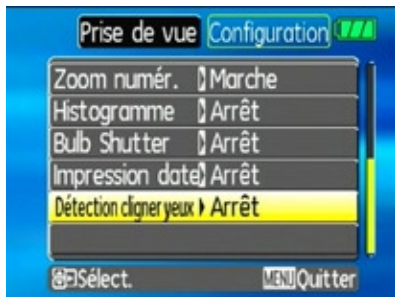 Prise de vue Configuration
Zoom numér. Marche
Histogramme Arrêt
Bulb Shutter Arrêt
Impression date Arrêt
Détection cligner yeux Arrêt
Sélect. MENU Quitter